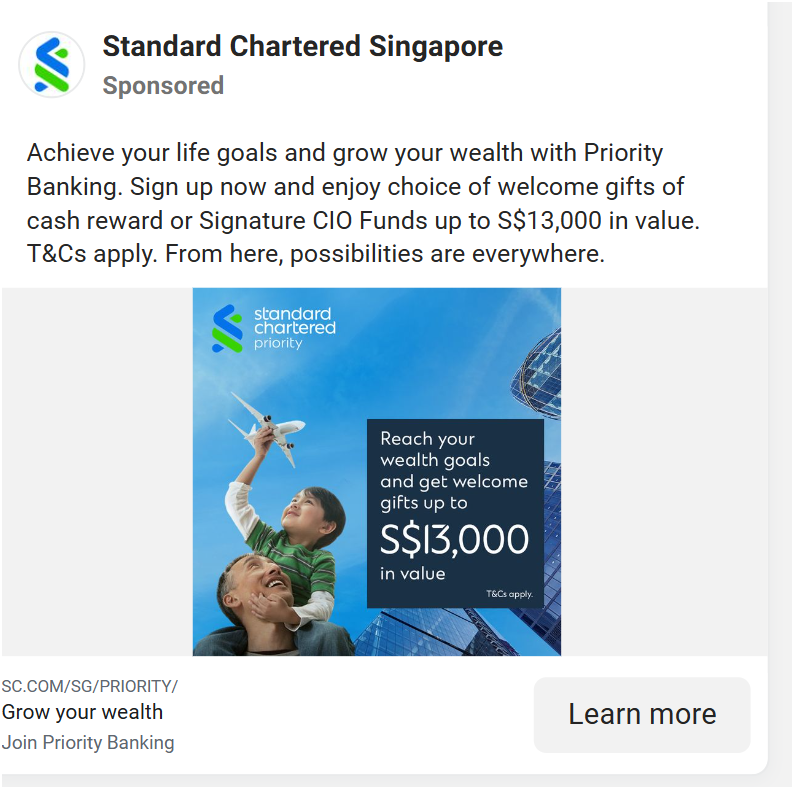 Standard Chartered Singapore
Sponsored
Achieve your life goals and grow your wealth with Priority
Banking. Sign up now and enjoy choice of welcome gifts of
cash reward or Signature CIO Funds up to S$13,000 in value.
T&Cs apply. From here, possibilities are everywhere.
standard
chartered
priority
Reach your
wealth goals
and get welcome
gifts up to
S$13,000
in value
T&Cs apply.
SC.COM/SG/PRIORITY/
Grow your wealth
Join Priority Banking
Learn more